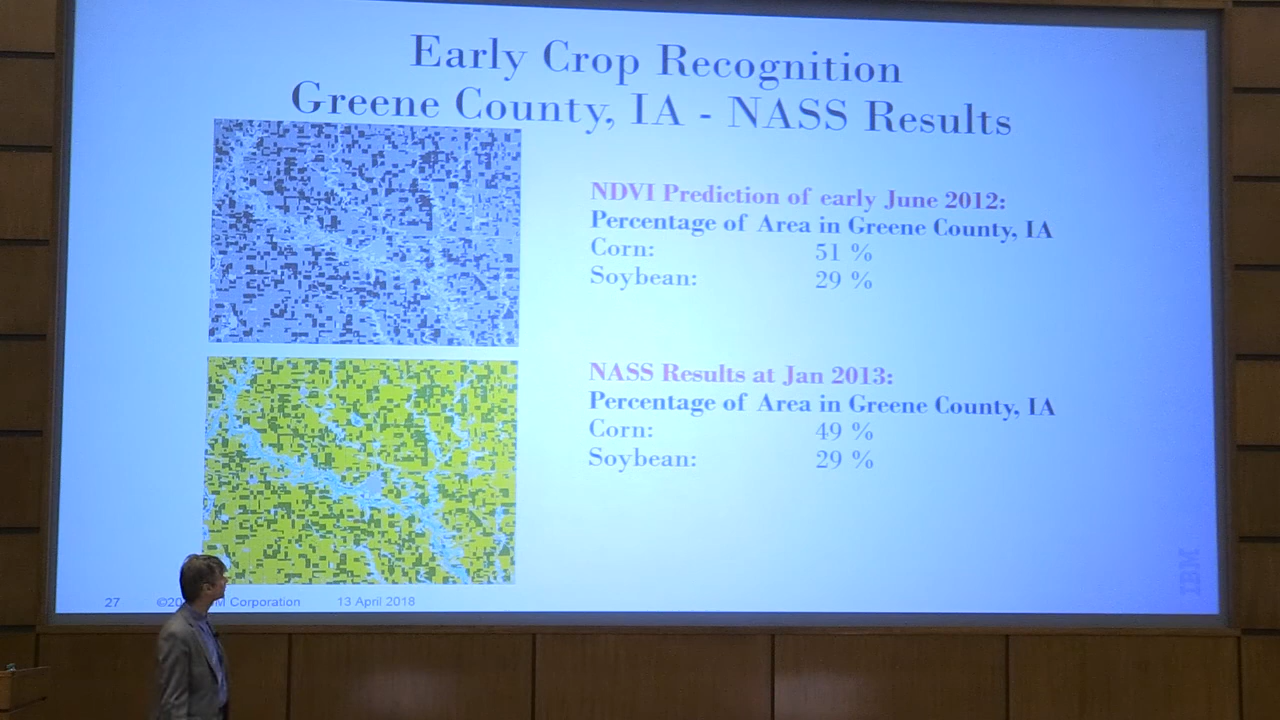 Early Crop Recognition
Greene County, IA - NASS Results
NDVI Prediction of early June 2012:
Percentage of Area in Greene County, IA
Corn: 51 %
Soybean: 29 %
NASS Results at Jan 2013:
Percentage of Area in Greene County, IA
Corn: 49 %
Soybean: 29 %
IBM
27 Corporation 13 April 2018